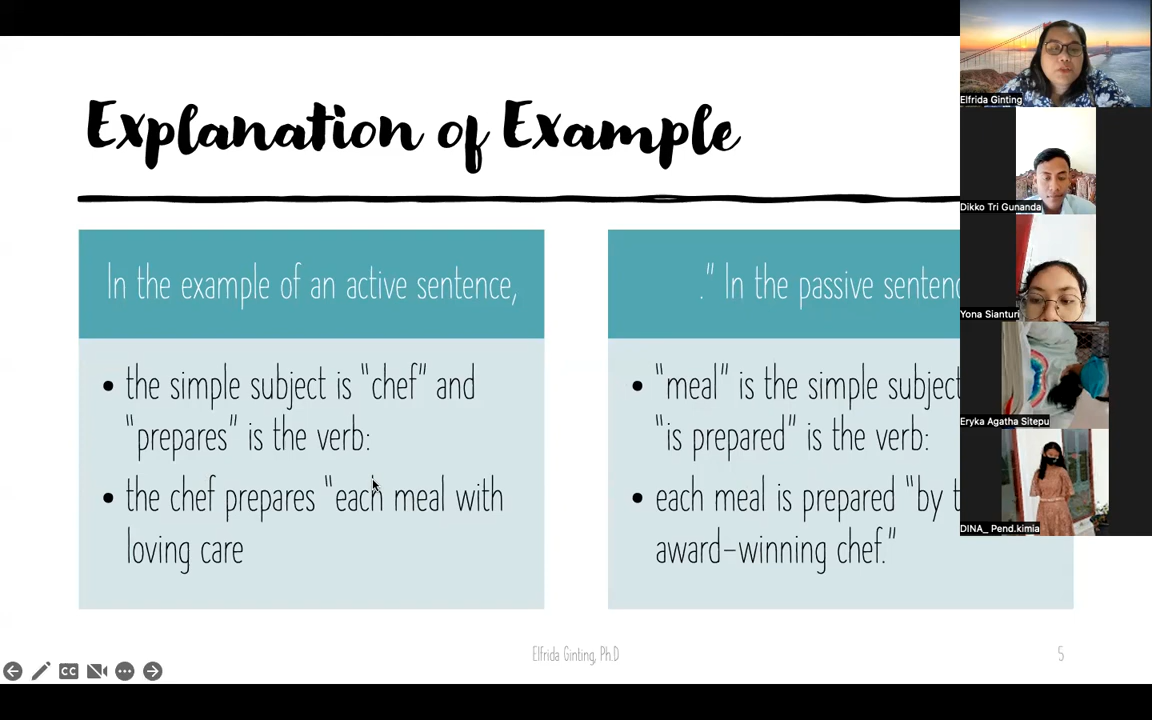 Explanation of Example
In the example of an active sentence,
• the simple subject is “chef” and
“prepares” is the verb:
• the chef prepares “each meal with
loving care
.” In the passive
• “meal” is the simple subject
“is prepared” is the verb:
• each meal is prepared “by
award-winning chef.”
Elfrida Ginting, Ph.D
5
CC
Elfrida Ginting
Dikko Tri Gunanda
Yona Sianturi
Eryka Agatha Sitepu
DINA_ Pend.kimia